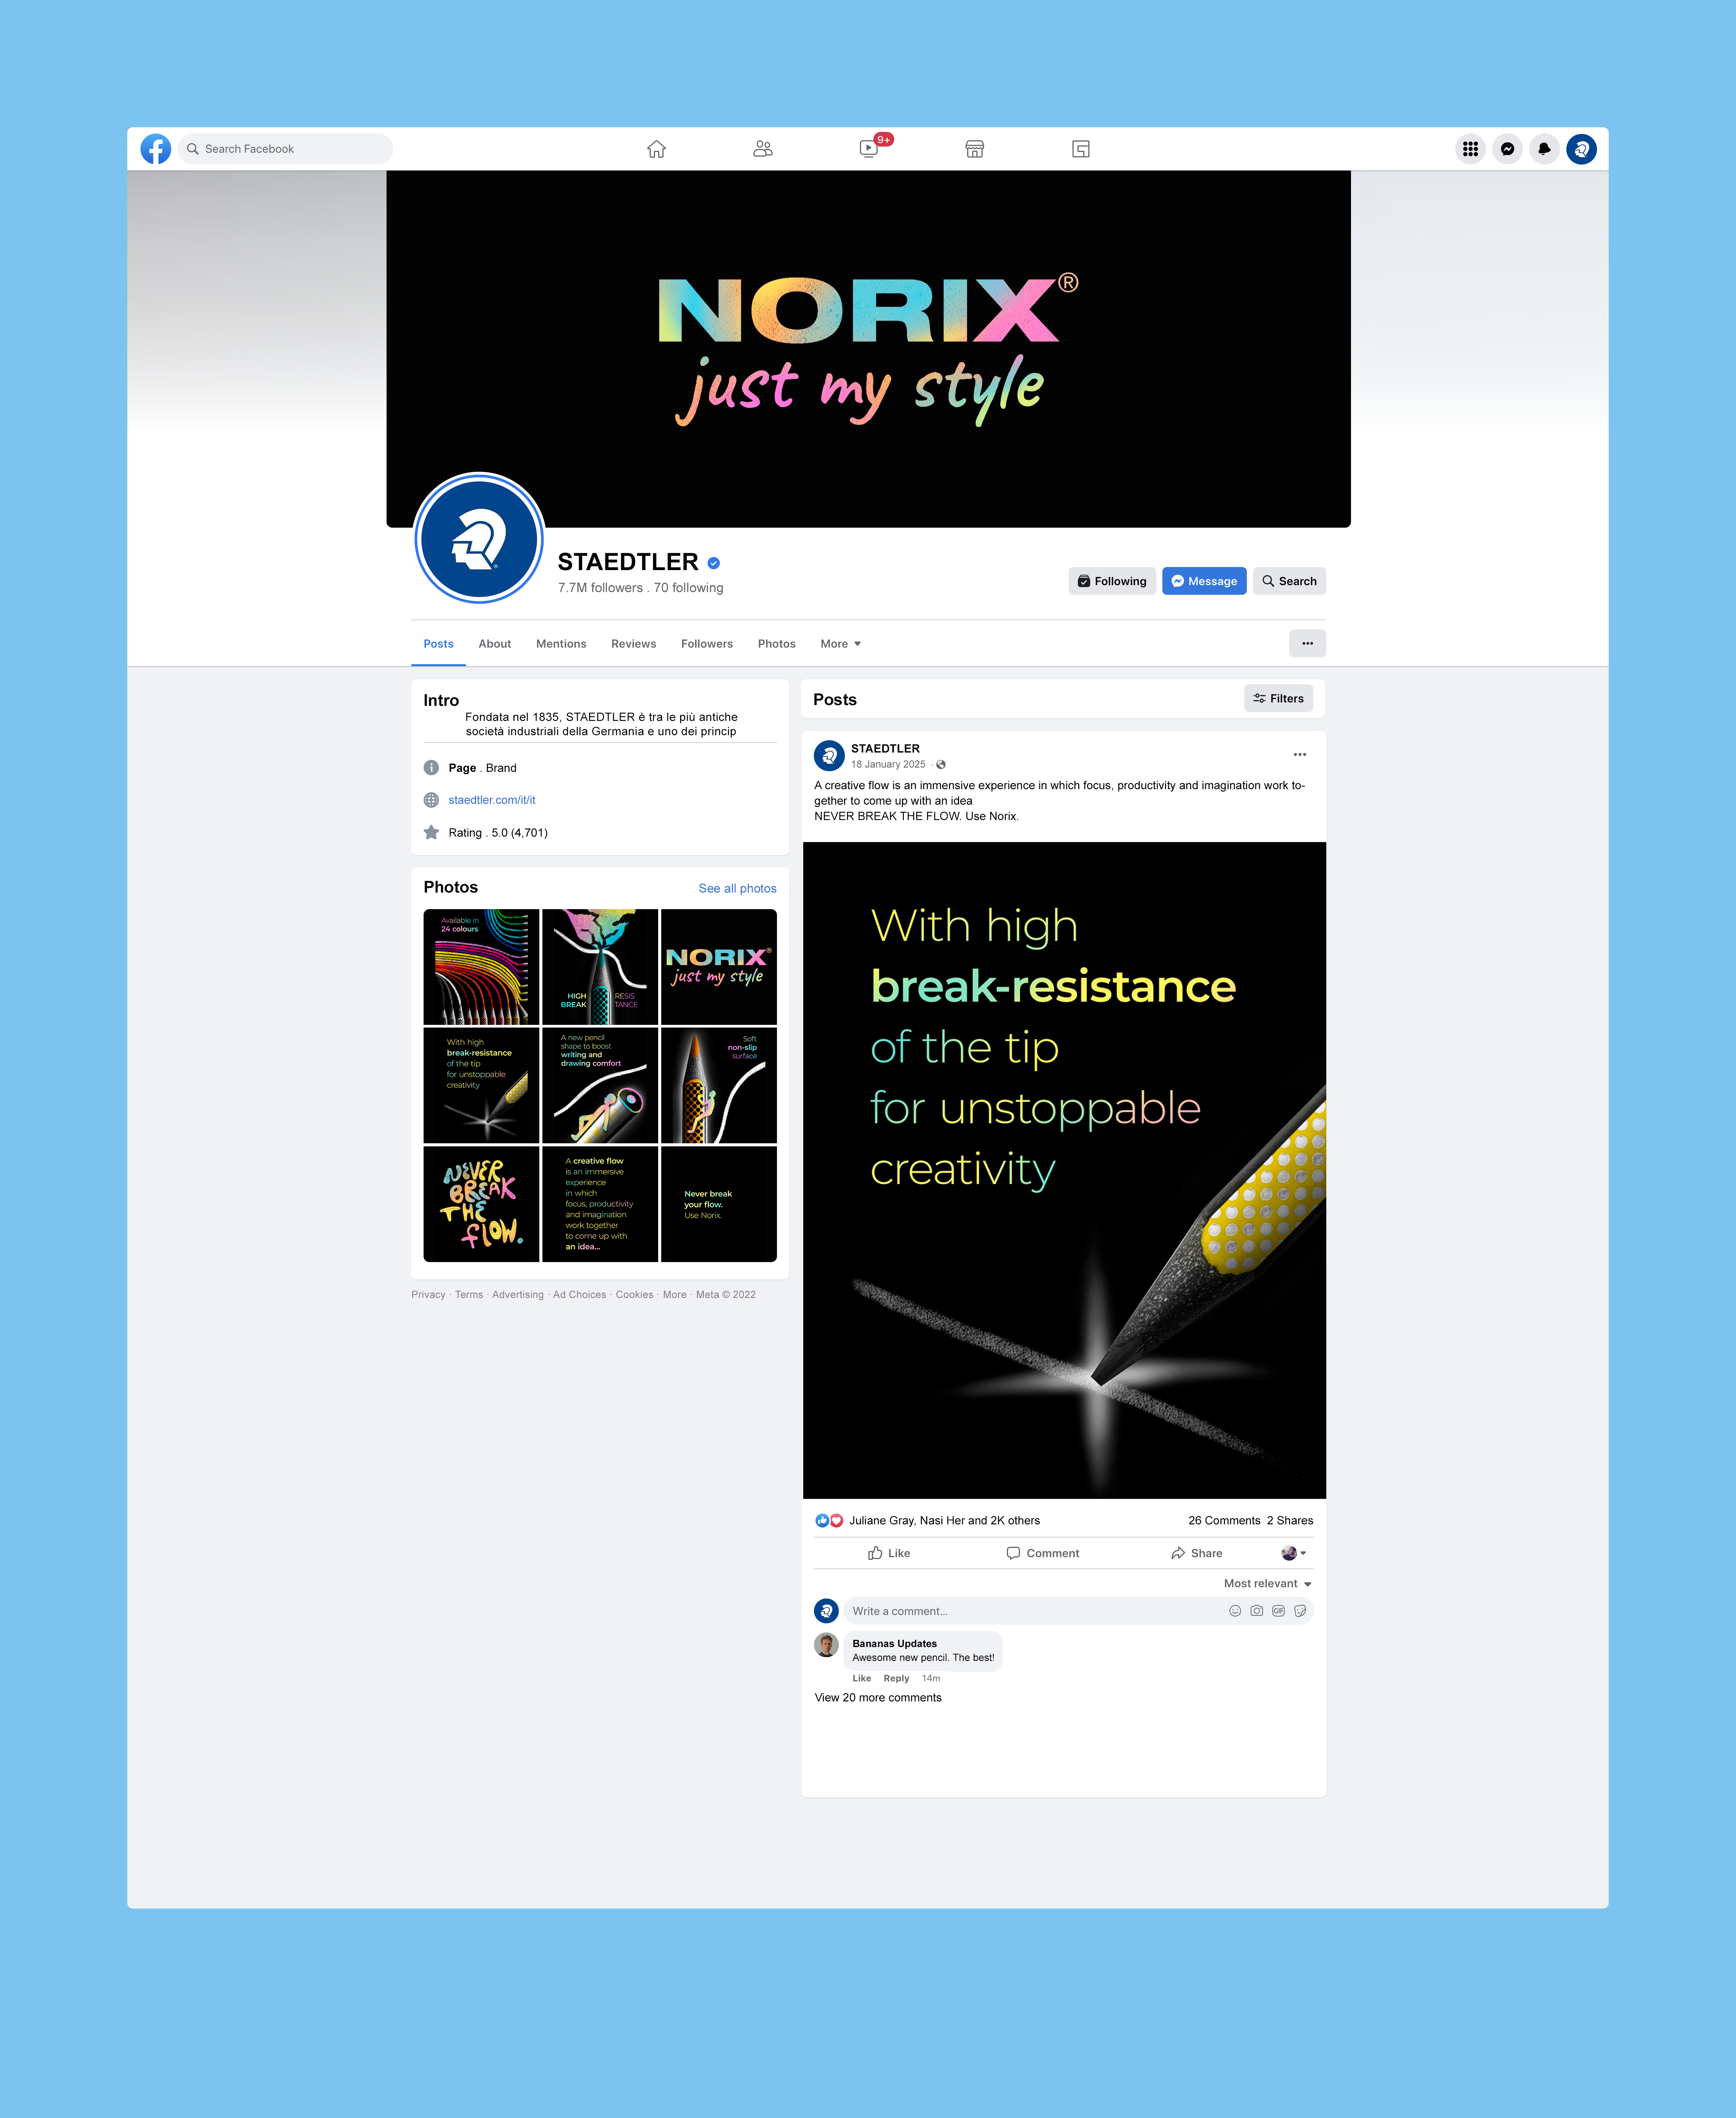 Search Facebook
9+
NORIX®
just my style
STAEDTLER
7.7M followers . 70 following
Following
Message
Search
Posts
About
Mentions
Reviews
Followers
Photos
More
Intro
Fondata nel 1835, STAEDTLER è tra le più antiche
società industriali della Germania e uno dei princip
Page . Brand
staedtler.com/it/it
Rating . 5.0 (4,701)
Photos
See all photos
Available in
24 colours
HIGH RESIS
BREAK TANCE
NORIX®
just my style
With high
break-resistance
of the tip
for unstoppable
creativity
A new pencil
shape to boost
writing and
drawing comfort
Soft
non-slip
surface
NEVER
BREAK
THE
FLOW.
A creative flow
is an immersive
experience
in which
focus, productivity
and imagination
work together
to come up with
an idea...
Never break
your flow.
Use Norix.
Privacy · Terms · Advertising · Ad Choices · Cookies · More · Meta © 2022
Posts
Filters
STAEDTLER
18 January 2025 ·
A creative flow is an immensive experience in which focus, productivity and imagination work to-
gether to come up with an idea
NEVER BREAK THE FLOW. Use Norix.
With high
break-resistance
of the tip
for unstoppable
creativity
Juliane Gray, Nasi Her and 2K others
26 Comments 2 Shares
Like
Comment
Share
Most relevant
Write a comment...
GIF
Bananas Updates
Awesome new pencil. The best!
Like Reply 14m
View 20 more comments